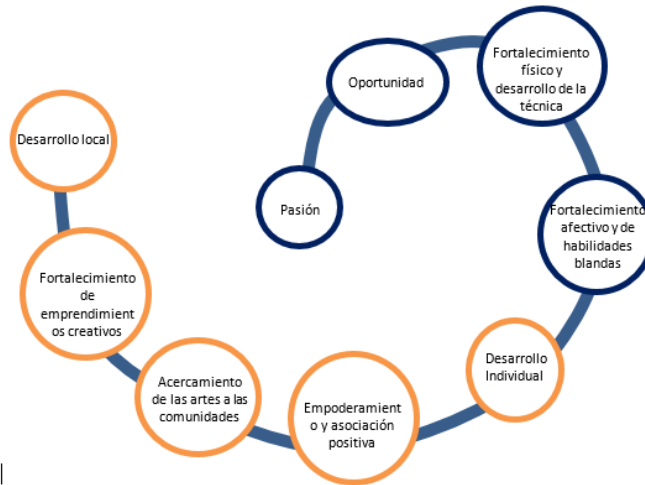 Pasión
Oportunidad
Fortalecimiento
físico y
desarrollo de la
técnica
Fortalecimiento
afectivo y de
habilidades
blandas
Desarrollo
Individual
Empoderamient
o y asociación
positiva
Acercamiento
de las artes a las
comunidades
Fortalecimiento
de
emprendimient
os creativos
Desarrollo local